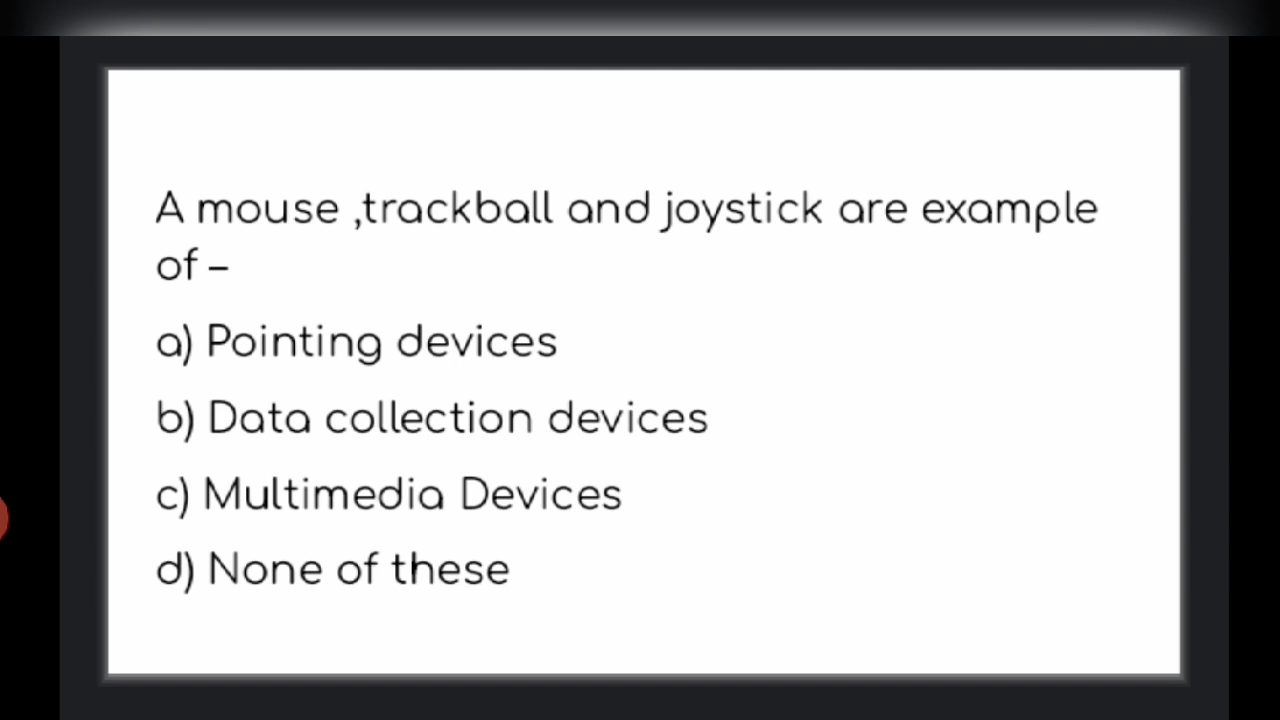 A mouse ,trackball and joystick are example
of –
a) Pointing devices
b) Data collection devices
c) Multimedia Devices
d) None of these